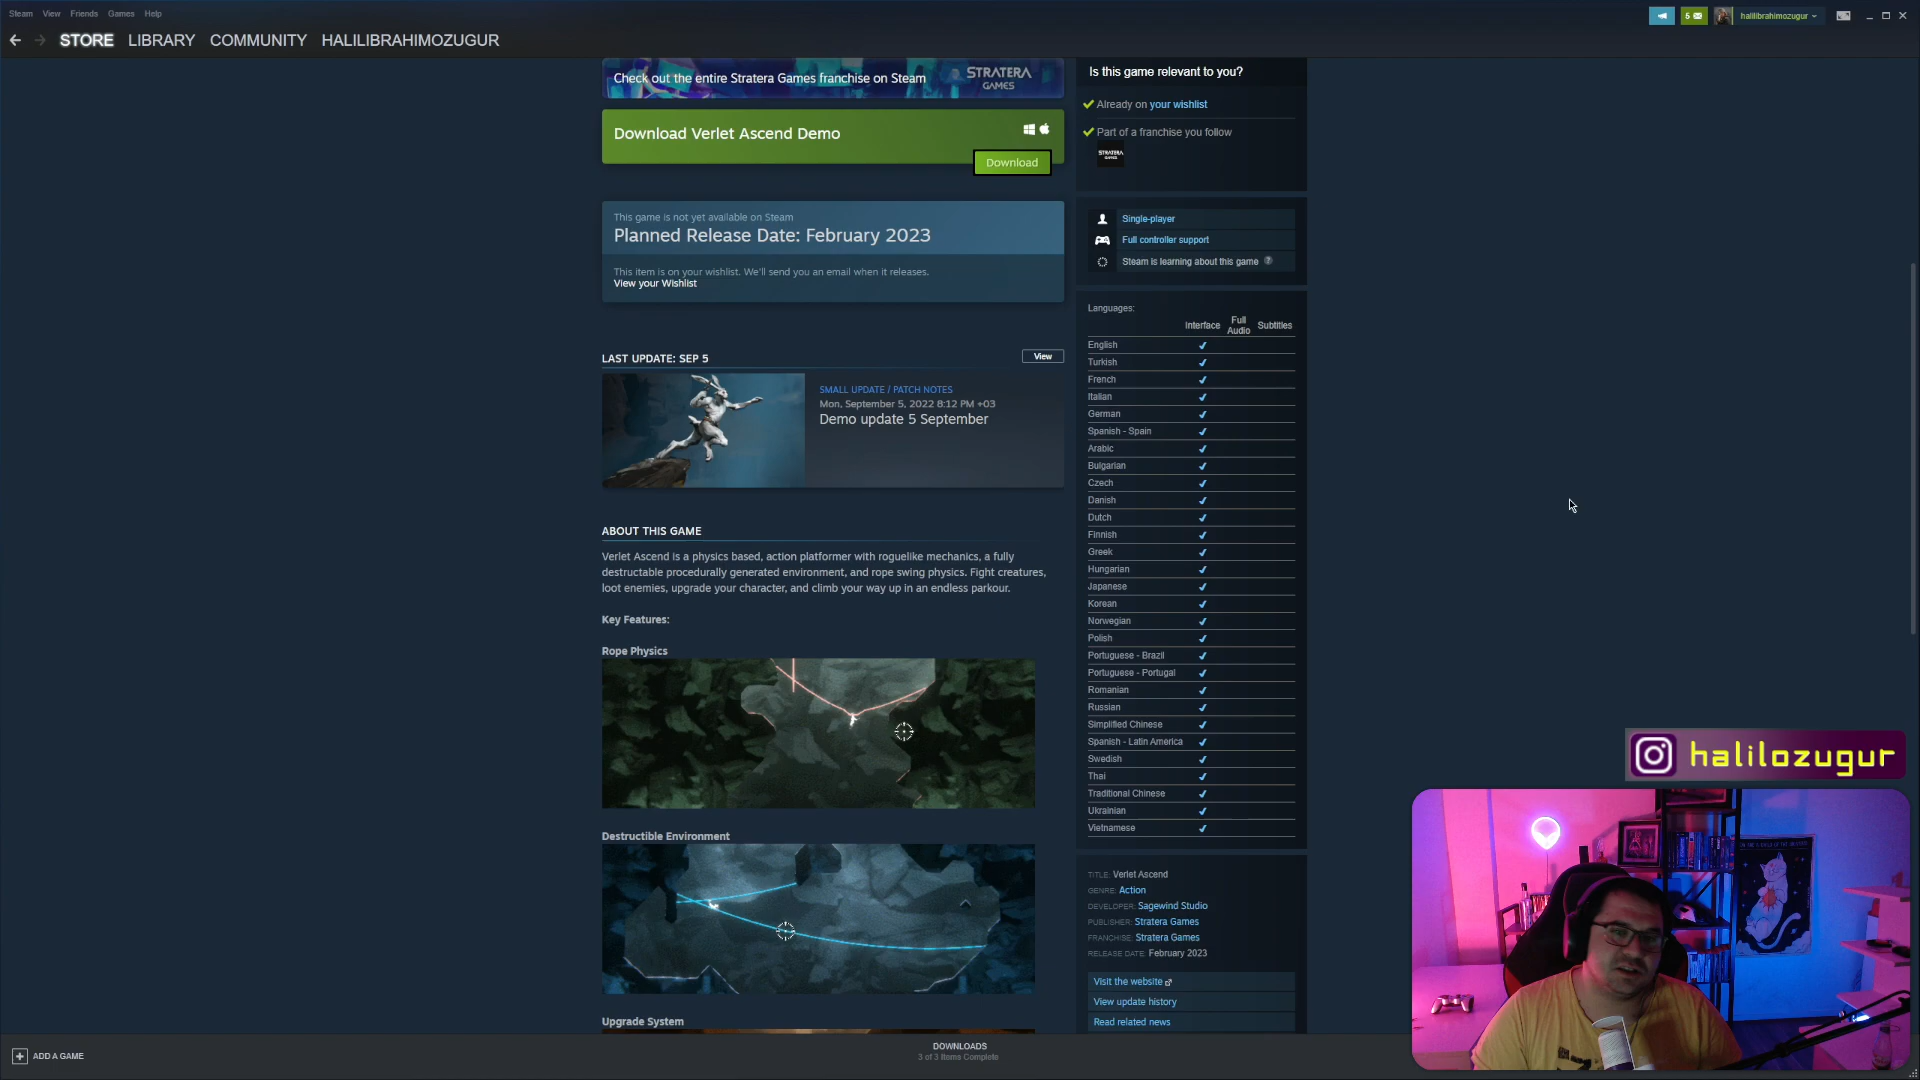 Steam View Friends Games Help
5 halilibrahimozugur
STORE LIBRARY COMMUNITY HALILIBRAHIMOZUGUR
Check out the entire Stratera Games franchise on Steam
STRATERA
GAMES
Download Verlet Ascend Demo
Download
This game is not yet available on Steam
Planned Release Date: February 2023
This item is on your wishlist. We'll send you an email when it releases.
View your Wishlist
LAST UPDATE: SEP 5
View
SMALL UPDATE / PATCH NOTES
Mon, September 5, 2022 8:12 PM +03
Demo update 5 September
ABOUT THIS GAME
Verlet Ascend is a physics based, action platformer with roguelike mechanics, a fully
destructable procedurally generated environment, and rope swing physics. Fight creatures,
loot enemies, upgrade your character, and climb your way up in an endless parkour.
Key Features:
Rope Physics
Destructible Environment
Upgrade System
Is this game relevant to you?
Already on your wishlist
Part of a franchise you follow
STRATERA
GAMES
Single-player
Full controller support
Steam is learning about this game ?
Languages:
Interface Full Audio Subtitles
English
Turkish
French
Italian
German
Spanish - Spain
Arabic
Bulgarian
Czech
Danish
Dutch
Finnish
Greek
Hungarian
Japanese
Korean
Norwegian
Polish
Portuguese - Brazil
Portuguese - Portugal
Romanian
Russian
Simplified Chinese
Spanish - Latin America
Swedish
Thai
Traditional Chinese
Ukrainian
Vietnamese
TITLE: Verlet Ascend
GENRE: Action
DEVELOPER: Sagewind Studio
PUBLISHER: Stratera Games
FRANCHISE: Stratera Games
RELEASE DATE: February 2023
Visit the website
View update history
Read related news
halilozugur
ADD A GAME
DOWNLOADS
3 of 3 Items Complete